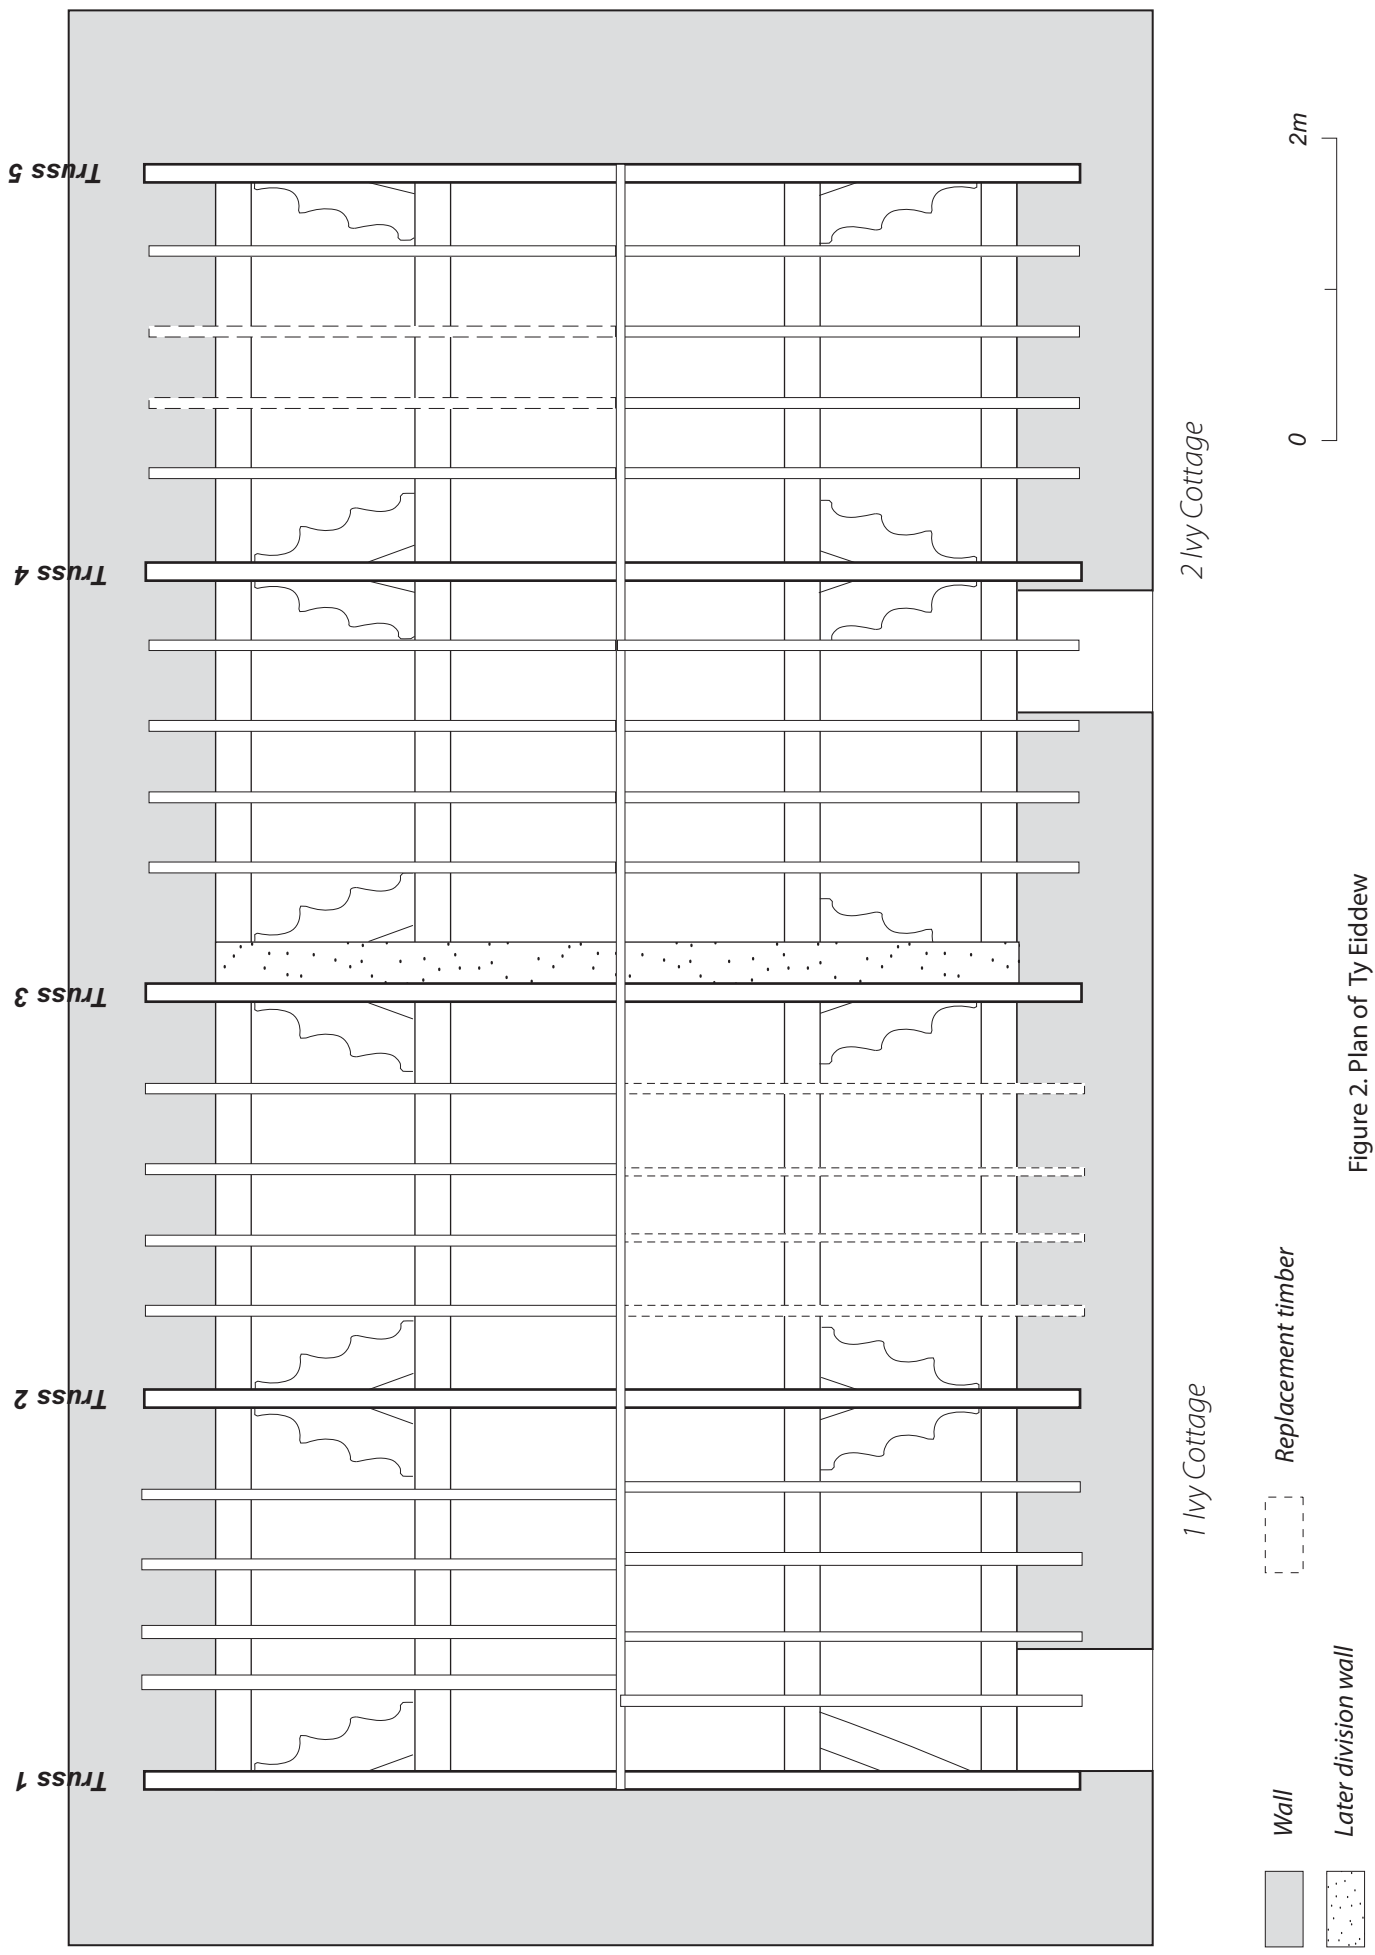 Truss 1
Truss 2
Truss 3
Truss 4
Truss 5
1 Ivy Cottage
2 Ivy Cottage
Wall
Replacement timber
0
2m
Later division wall
Figure 2. Plan of Ty Eiddew